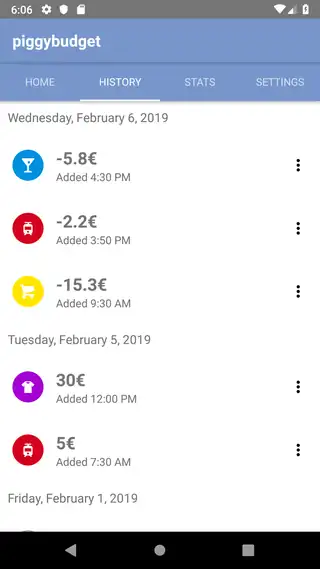 6:06
piggybudget
HOME HISTORY STATS SETTINGS
Wednesday, February 6, 2019
-5.8€
Added 4:30 PM
-2.2€
Added 3:50 PM
-15.3€
Added 9:30 AM
Tuesday, February 5, 2019
30€
Added 12:00 PM
5€
Added 7:30 AM
Friday, February 1, 2019